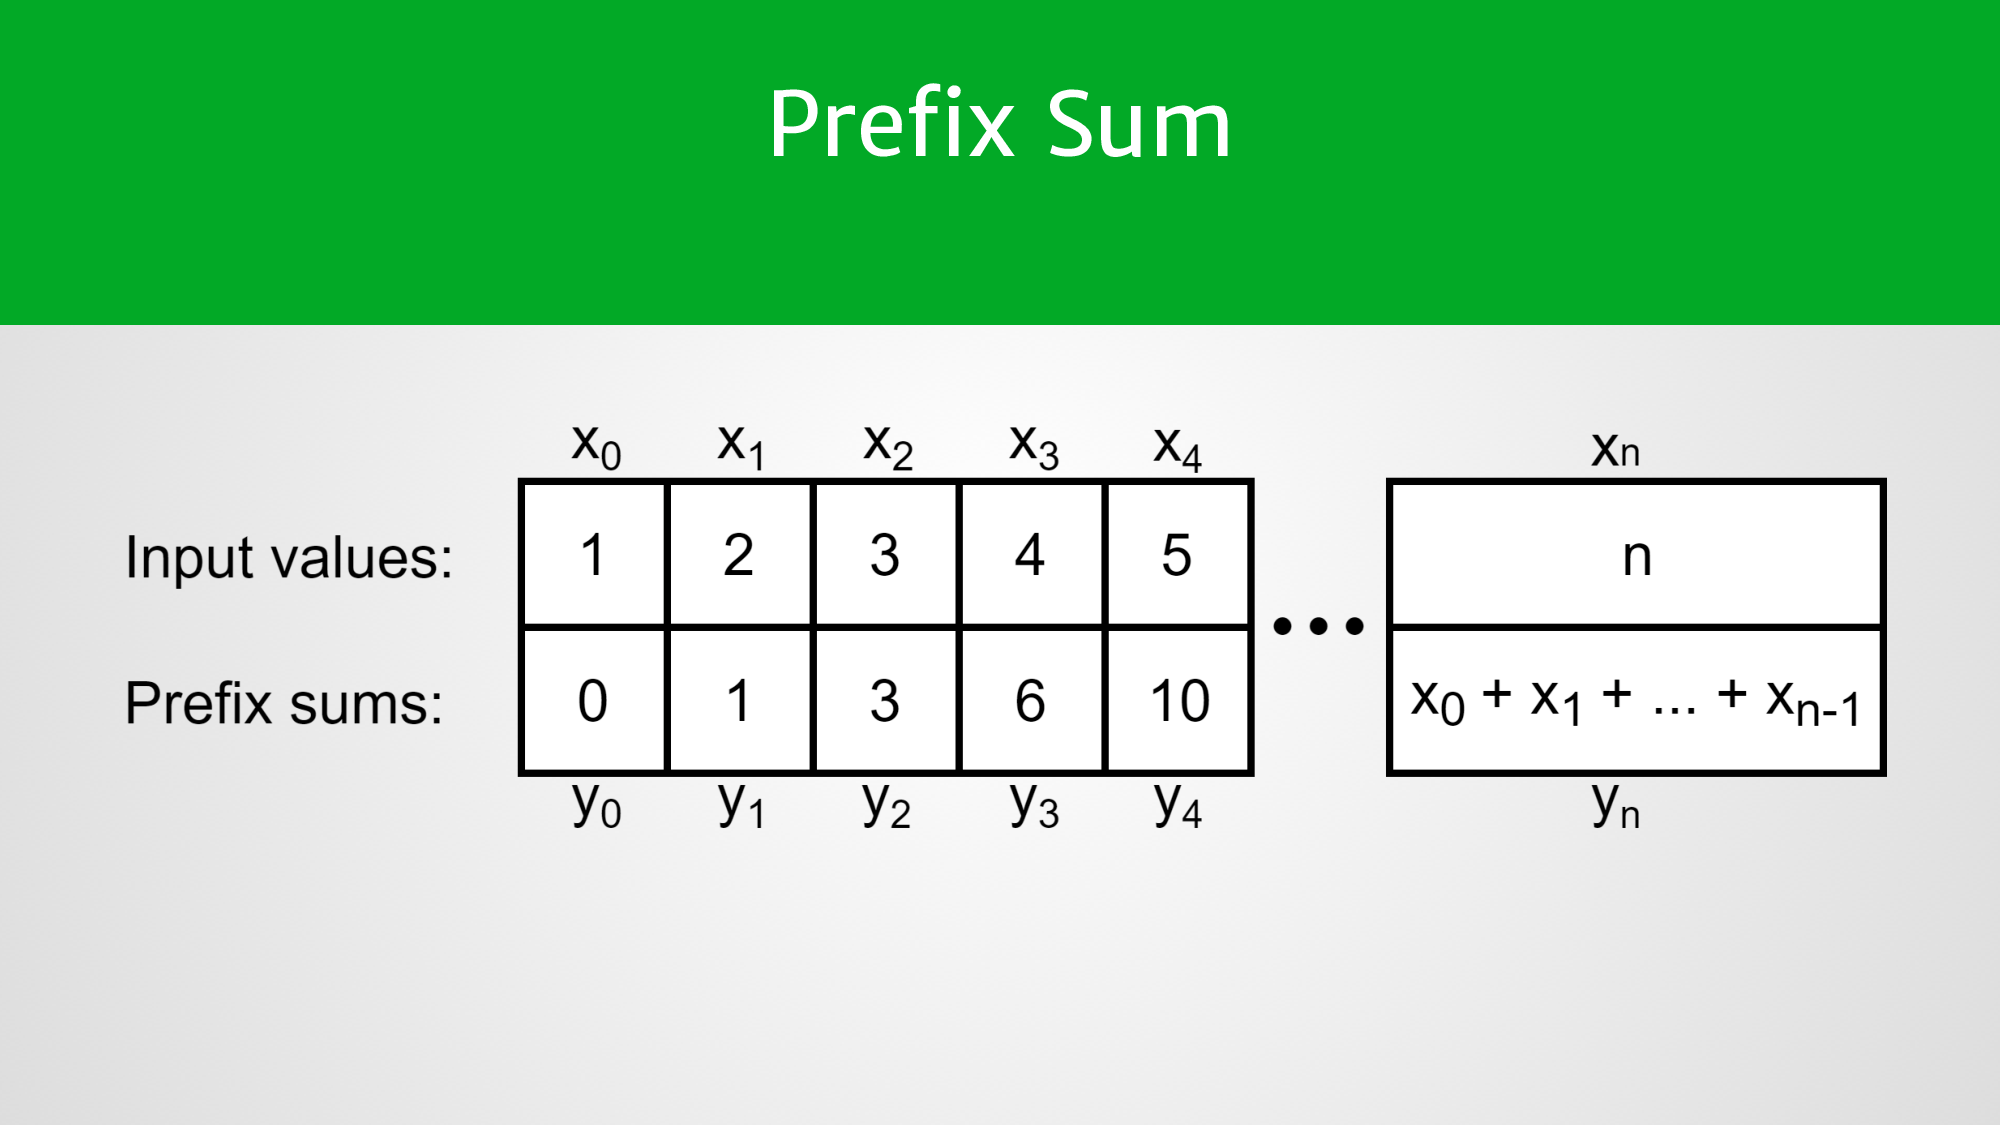 Prefix Sum
x₀ x₁ x₂ x₃ x₄ xn
Input values: 1 2 3 4 5 ... n
Prefix sums: 0 1 3 6 10 x₀ + x₁ + ... + xₙ₋₁
y₀ y₁ y₂ y₃ y₄ yₙ